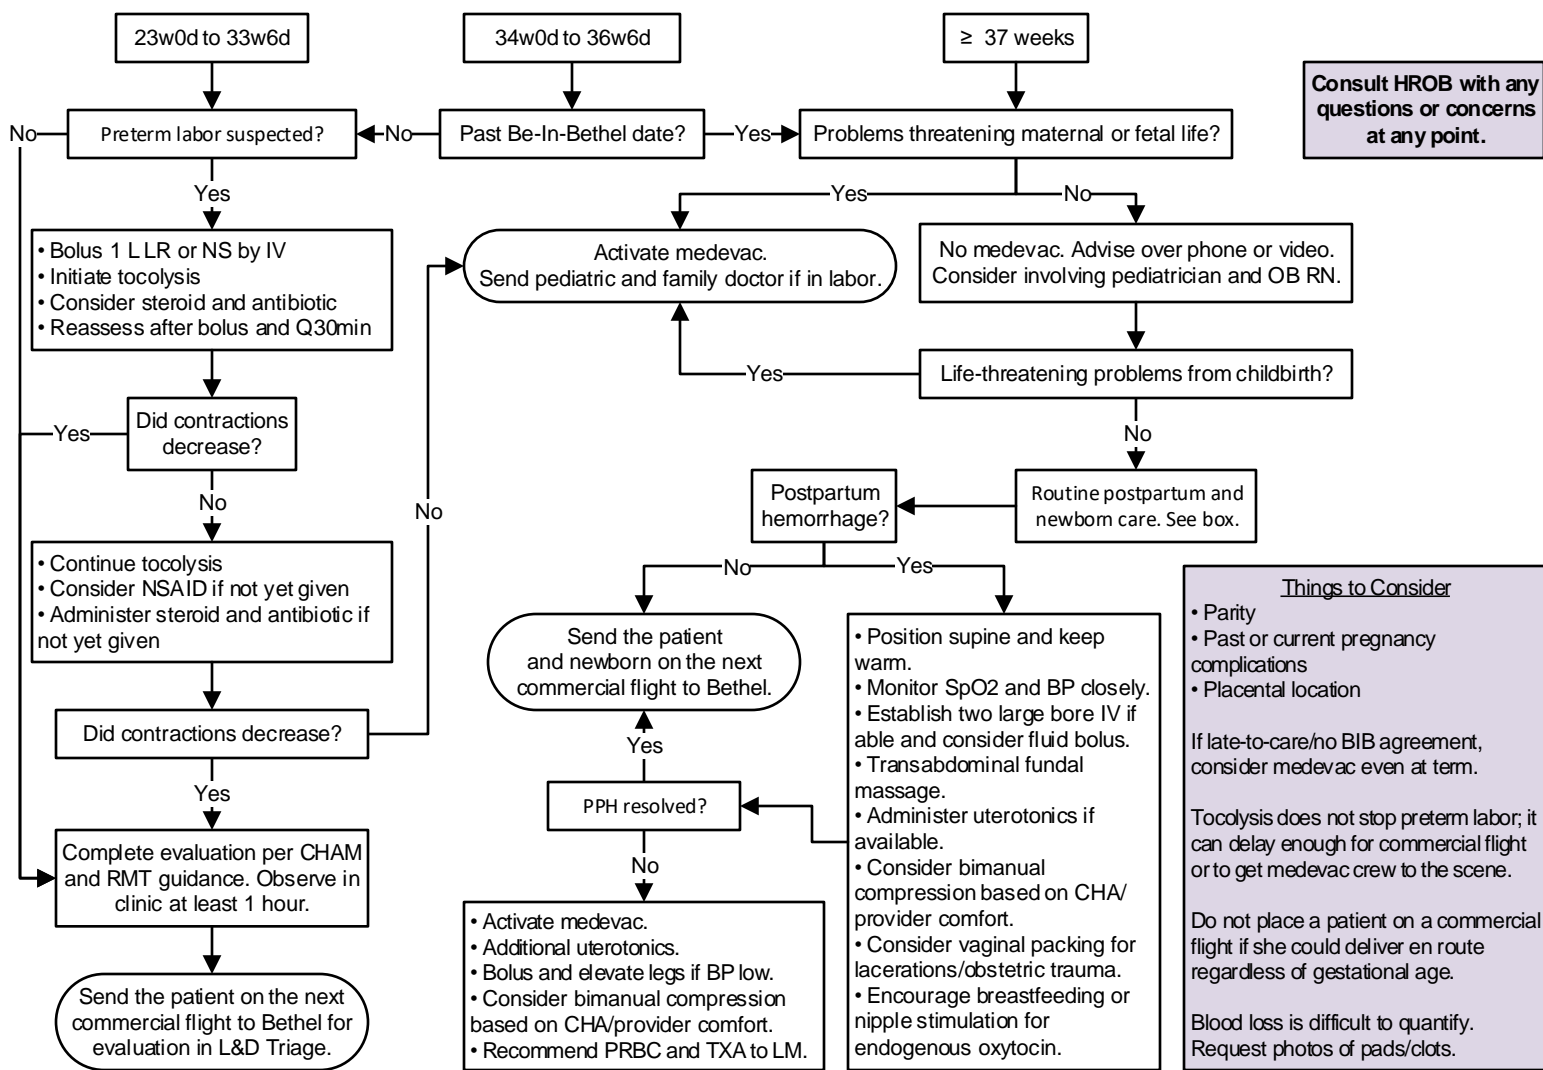 23w0d to 33w6d
34w0d to 36w6d
≥ 37 weeks
Consult HROB with any
questions or concerns
at any point.
No
Preterm labor suspected?
No
Past Be-In-Bethel date?
Yes
Problems threatening maternal or fetal life?
Yes
Yes
No
• Bolus 1 L LR or NS by IV
• Initiate tocolysis
• Consider steroid and antibiotic
• Reassess after bolus and Q30min
Activate medevac.
Send pediatric and family doctor if in labor.
No medevac. Advise over phone or video.
Consider involving pediatrician and OB RN.
Yes
Life-threatening problems from childbirth?
Yes
Did contractions
decrease?
No
No
No
Postpartum
hemorrhage?
Routine postpartum and
newborn care. See box.
• Continue tocolysis
• Consider NSAID if not yet given
• Administer steroid and antibiotic if
not yet given
No
Yes
Send the patient
and newborn on the next
commercial flight to Bethel.
• Position supine and keep
warm.
• Monitor SpO2 and BP closely.
• Establish two large bore IV if
able and consider fluid bolus.
• Transabdominal fundal
massage.
• Administer uterotonics if
available.
• Consider bimanual
compression based on CHA/
provider comfort.
• Consider vaginal packing for
lacerations/obstetric trauma.
• Encourage breastfeeding or
nipple stimulation for
endogenous oxytocin.
Did contractions decrease?
Yes
Yes
PPH resolved?
No
Complete evaluation per CHAM
and RMT guidance. Observe in
clinic at least 1 hour.
• Activate medevac.
• Additional uterotonics.
• Bolus and elevate legs if BP low.
• Consider bimanual compression
based on CHA/provider comfort.
• Recommend PRBC and TXA to LM.
Send the patient on the next
commercial flight to Bethel for
evaluation in L&D Triage.
Things to Consider
• Parity
• Past or current pregnancy
complications
• Placental location
If late-to-care/no BIB agreement,
consider medevac even at term.
Tocolysis does not stop preterm labor; it
can delay enough for commercial flight
or to get medevac crew to the scene.
Do not place a patient on a commercial
flight if she could deliver en route
regardless of gestational age.
Blood loss is difficult to quantify.
Request photos of pads/clots.